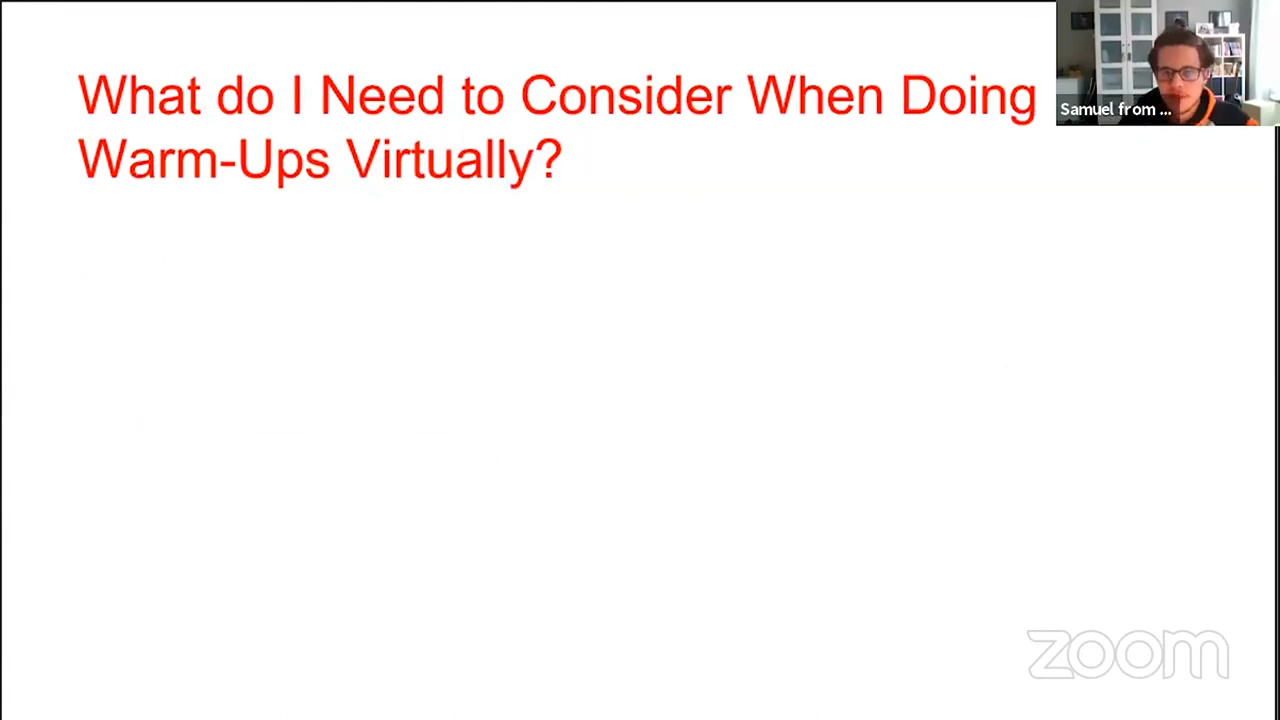 What do I Need to Consider When Doing
Warm-Ups Virtually?
Samuel from ...
zoom